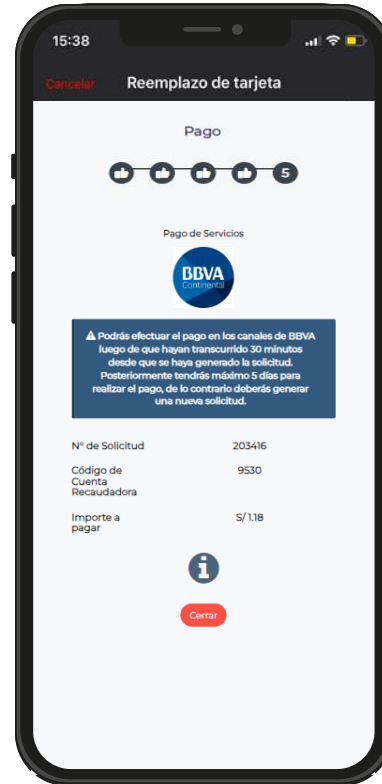 15:38
Cancelar Reemplazo de tarjeta
Pago
5
Pago de Servicios
BBVA
Continental
Podrás efectuar el pago en los canales de BBVA
luego de que hayan transcurrido 30 minutos
desde que se haya generado la solicitud.
Posteriormente tendrás máximo 5 días para
realizar el pago, de lo contrario deberás generar
una nueva solicitud.
N° de Solicitud 203416
Código de 9530
Cuenta
Recaudadora
Importe a S/ 1.18
pagar
Cerrar